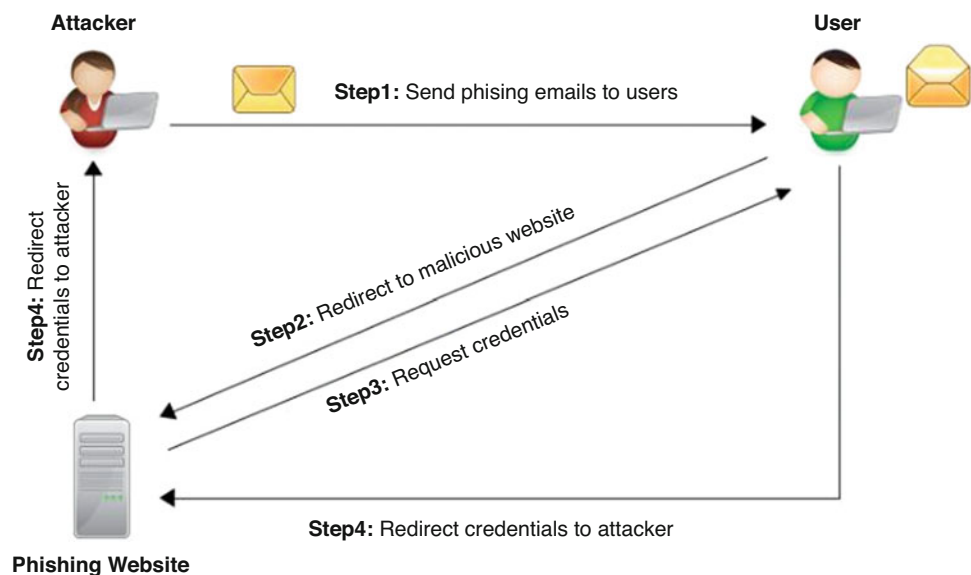 Attacker
User
Step1: Send phising emails to users
Step4: Redirect
credentials to attacker
Step2: Redirect to malicious website
Step3: Request credentials
Step4: Redirect credentials to attacker
Phishing Website